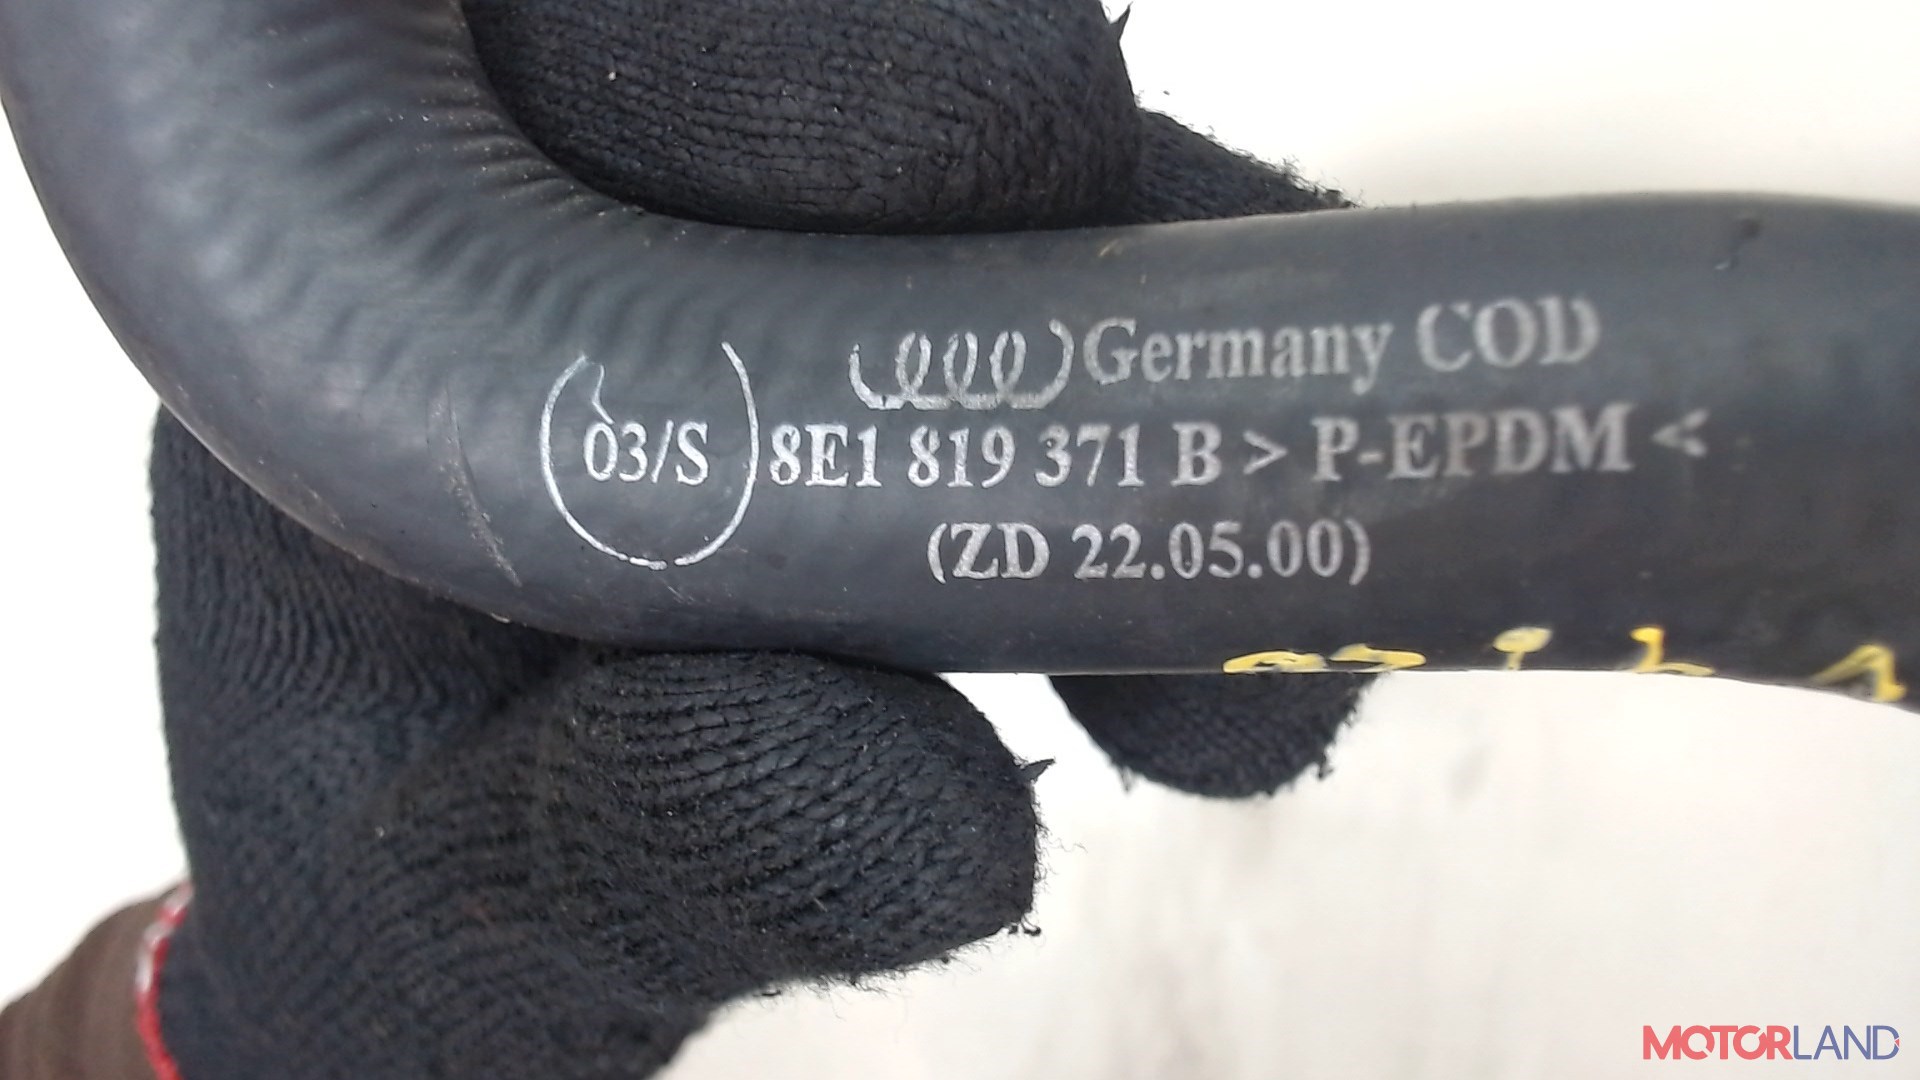 Germany COD
03/S 8E1 819 371 B > P-EPDM <
(ZD 22.05.00)
MOTORLAND